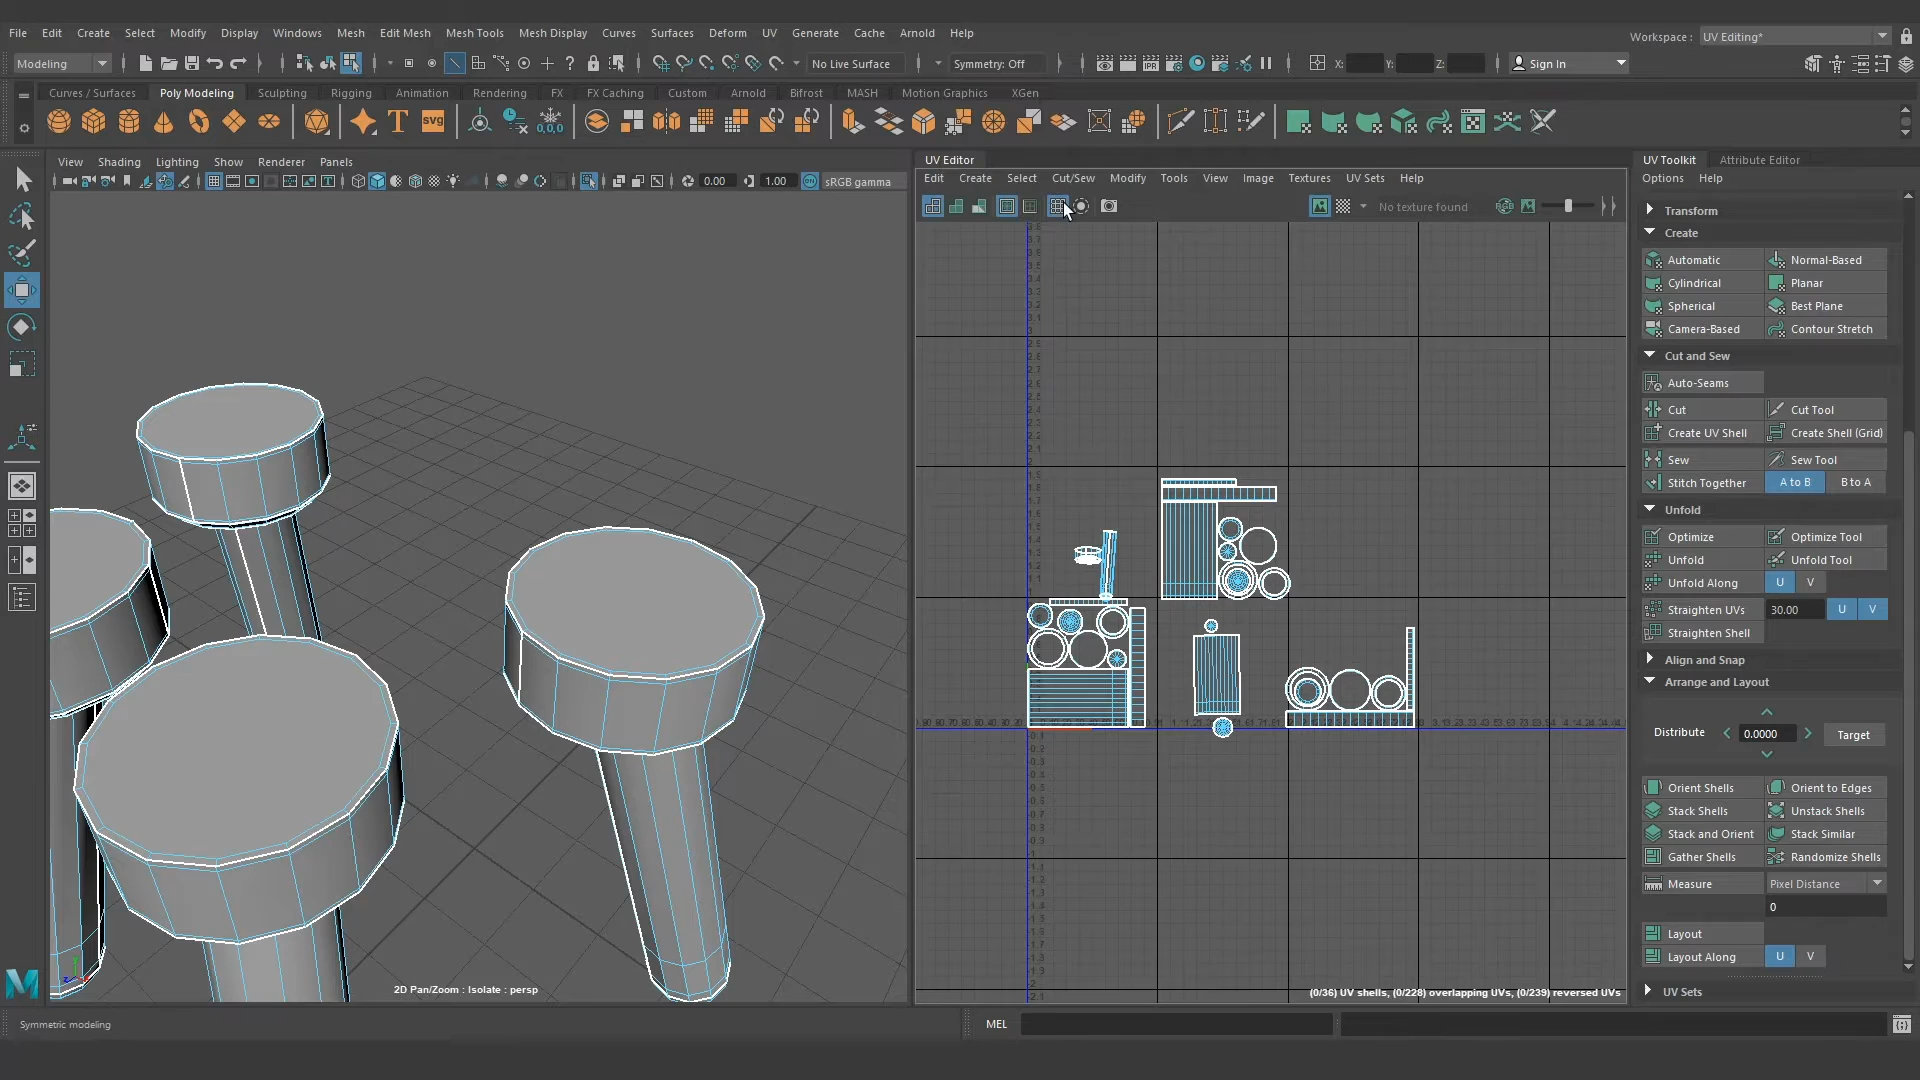 File Edit Create Select Modify Display Windows Mesh Edit Mesh Mesh Tools Mesh Display Curves Surfaces Deform UV Generate Cache Arnold Help
Workspace : UV Editing*
Modeling
No Live Surface
Symmetry: Off
X: Y: Z:
Sign In
Curves / Surfaces Poly Modeling Sculpting Rigging Animation Rendering FX FX Caching Custom Arnold Bifrost MASH Motion Graphics XGen
T svg
0,0,0
View Shading Lighting Show Renderer Panels
0.00 1.00 sRGB gamma
UV Editor
Edit Create Select Cut/Sew Modify Tools View Image Textures UV Sets Help
No texture found
UV Toolkit Attribute Editor
Options Help
Transform
Create
Automatic Normal-Based
Cylindrical Planar
Spherical Best Plane
Camera-Based Contour Stretch
Cut and Sew
Auto-Seams
Cut Cut Tool
Create UV Shell Create Shell (Grid)
Sew Sew Tool
Stitch Together A to B B to A
Unfold
Optimize Optimize Tool
Unfold Unfold Tool
Unfold Along U V
Straighten UVs 30.00 U V
Straighten Shell
Align and Snap
Arrange and Layout
Distribute 0.0000 Target
Orient Shells Orient to Edges
Stack Shells Unstack Shells
Stack and Orient Stack Similar
Gather Shells Randomize Shells
Measure Pixel Distance
0
Layout
Layout Along U V
UV Sets
2D Pan/Zoom : Isolate : persp
(0/36) UV shells, (0/228) overlapping UVs, (0/239) reversed UVs
Symmetric modeling
MEL